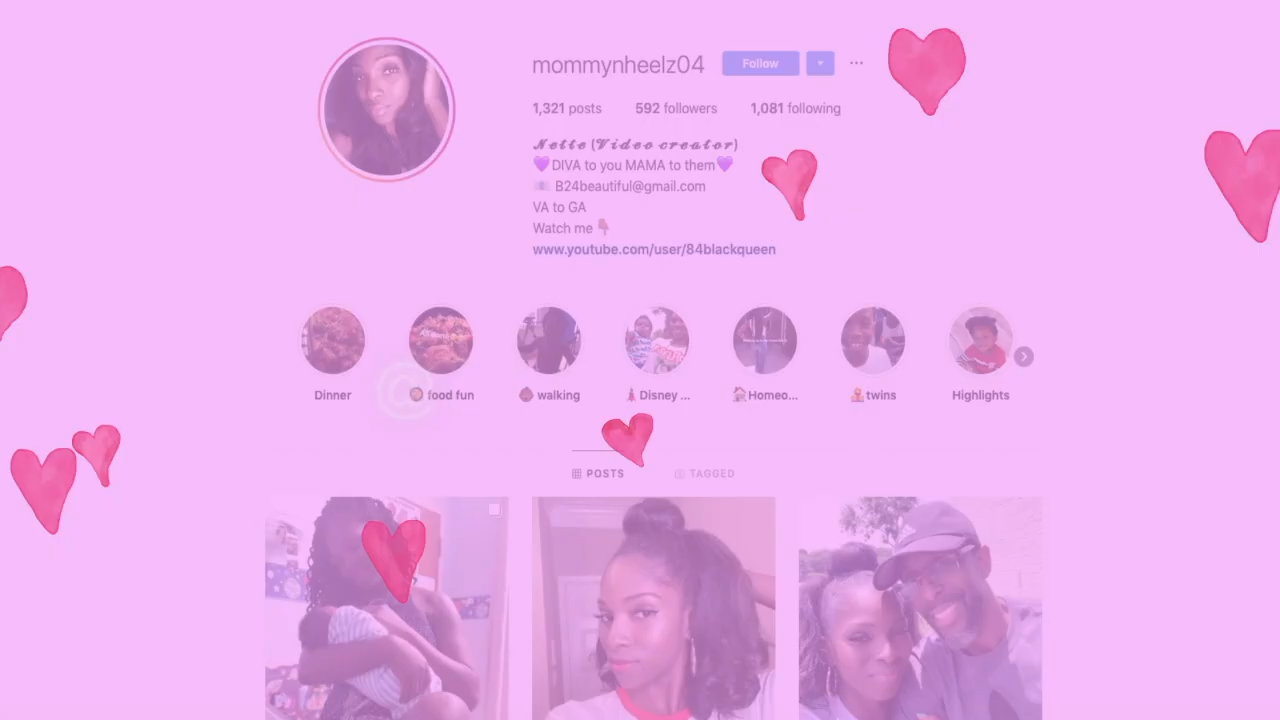 mommynheelz04 Follow
1,321 posts 592 followers 1,081 following
𝓝𝓮𝓽𝓽𝓮 (𝓥𝓲𝓭𝓮𝓸 𝓬𝓻𝓮𝓪𝓽𝓸𝓻)
💜DIVA to you MAMA to them💜
📧 B24beautiful@gmail.com
VA to GA
Watch me 👇
www.youtube.com/user/84blackqueen
Dinner food fun walking Disney ... Homeo... twins Highlights
POSTS TAGGED